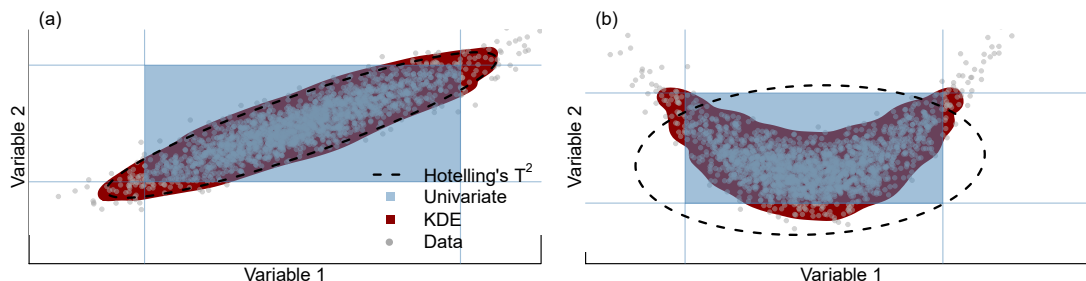 (a)
Variable 2
Hotelling's T²
Univariate
KDE
Data
Variable 1
(b)
Variable 2
Variable 1